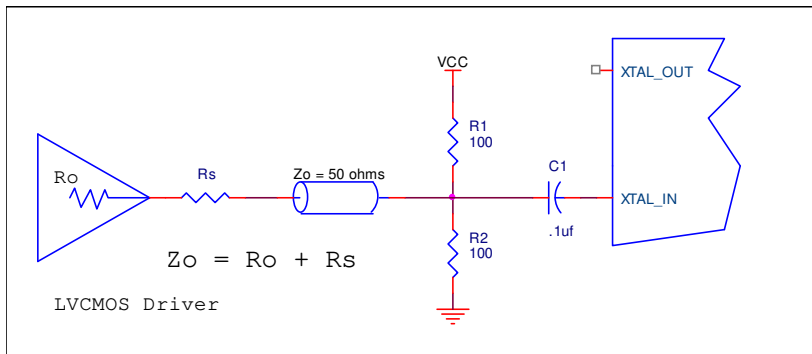 VCC
XTAL_OUT
R1
100
Ro
Rs
Zo = 50 ohms
C1
XTAL_IN
.1uf
R2
100
Zo = Ro + Rs
LVCMOS Driver